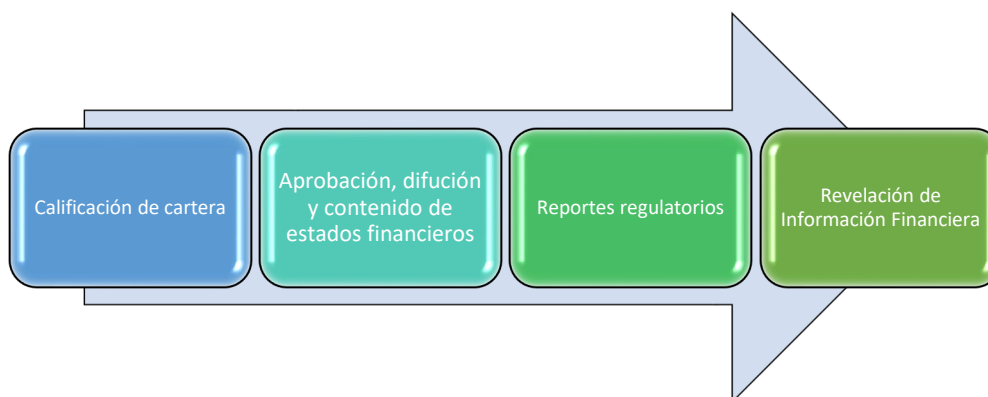 Calificación de cartera
Aprobación, difución
y contenido de
estados financieros
Reportes regulatorios
Revelación de
Información Financiera